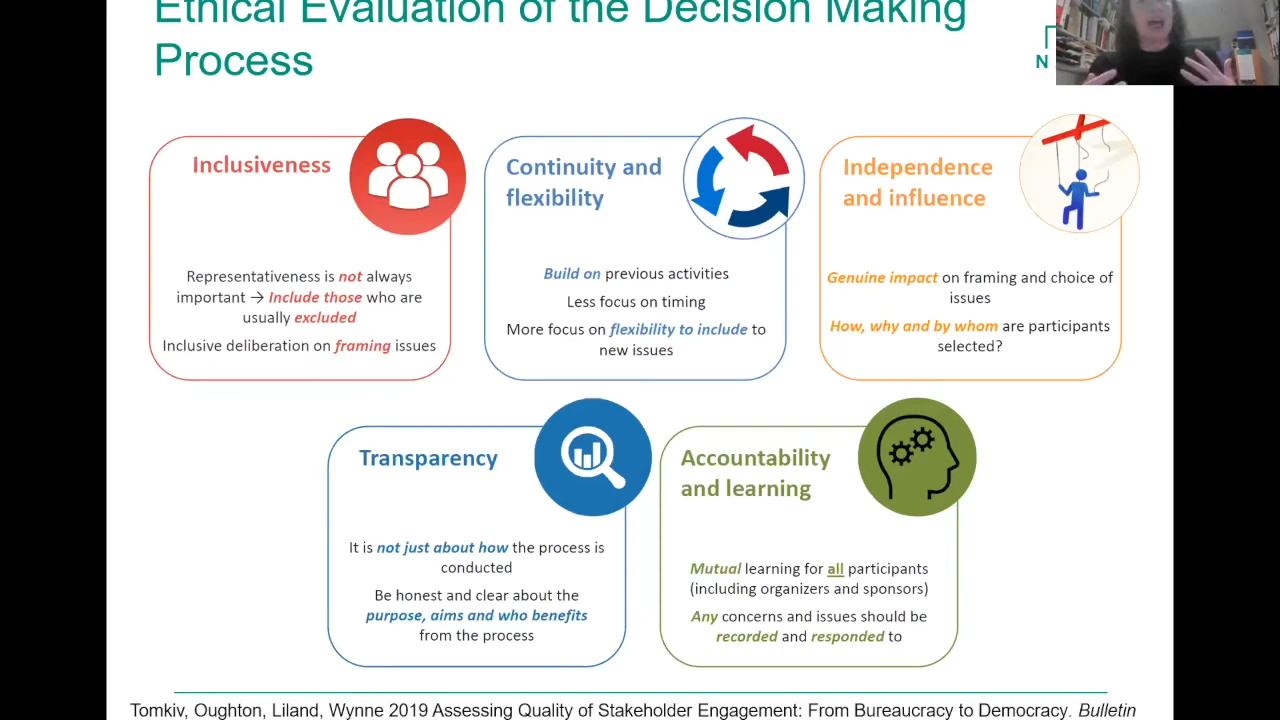 Ethical Evaluation of the Decision Making
Process
N
Inclusiveness
Representativeness is not always
important → Include those who are
usually excluded
Inclusive deliberation on framing issues
Continuity and
flexibility
Build on previous activities
Less focus on timing
More focus on flexibility to include to
new issues
Independence
and influence
Genuine impact on framing and choice of
issues
How, why and by whom are participants
selected?
Transparency
It is not just about how the process is
conducted
Be honest and clear about the
purpose, aims and who benefits
from the process
Accountability
and learning
Mutual learning for all participants
(including organizers and sponsors)
Any concerns and issues should be
recorded and responded to
Tomkiv, Oughton, Liland, Wynne 2019 Assessing Quality of Stakeholder Engagement: From Bureaucracy to Democracy. Bulletin